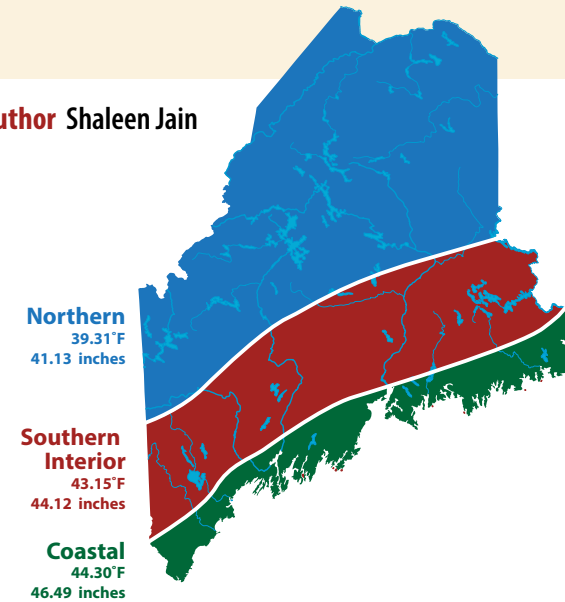 Shaleen Jain
Northern
39.31˚F
41.13 inches
Southern
Interior
43.15˚F
44.12 inches
Coastal
44.30˚F
46.49 inches